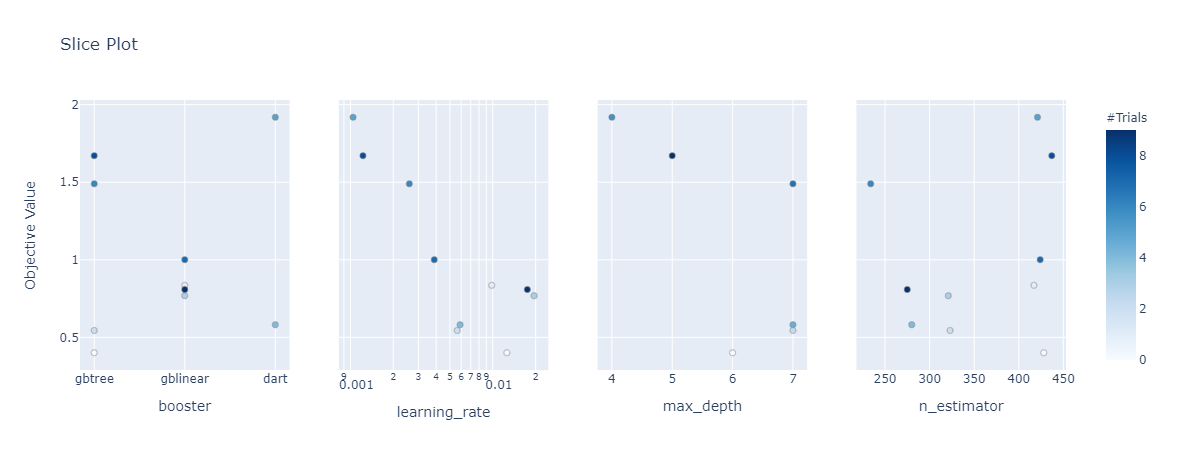 Slice Plot
#Trials
2
1.5
1
0.5
Objective Value
gbtree gblinear dart
booster
9 2 3 4 5 6 7 8 9 2
0.001 0.01
learning_rate
4 5 6 7
max_depth
250 300 350 400 450
n_estimator
8
6
4
2
0